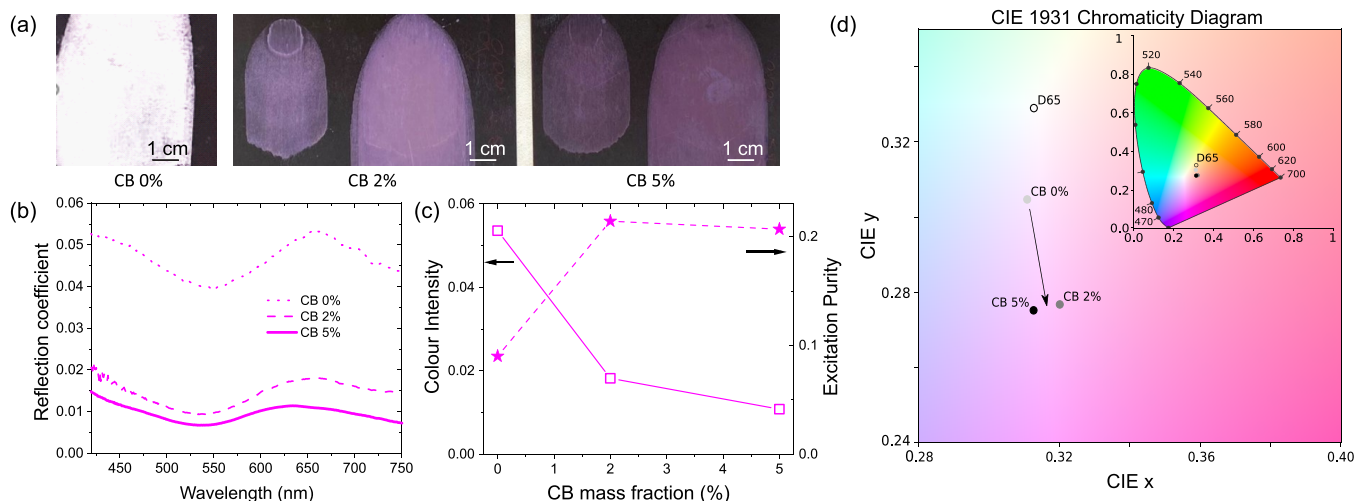 (a)
1 cm
1 cm
1 cm
CB 0%
CB 2%
CB 5%
(b)
0.06
0.05
0.04
0.03
0.02
0.01
0.00
Reflection coefficient
CB 0%
CB 2%
CB 5%
450 500 550 600 650 700 750
Wavelength (nm)
(c)
0.06
0.04
0.02
0.00
Colour Intensity
0.2
0.1
0.0
Excitation Purity
0 1 2 3 4 5
CB mass fraction (%)
(d)
CIE 1931 Chromaticity Diagram
D65
CB 0%
CB 5%
CB 2%
0.32
0.28
0.24
CIE y
0.28 0.32 0.36 0.40
CIE x
1
0.8
0.6
0.4
0.2
0.0
0.0 0.2 0.4 0.6 0.8 1
520
540
560
580
600
620
700
480
470
D65